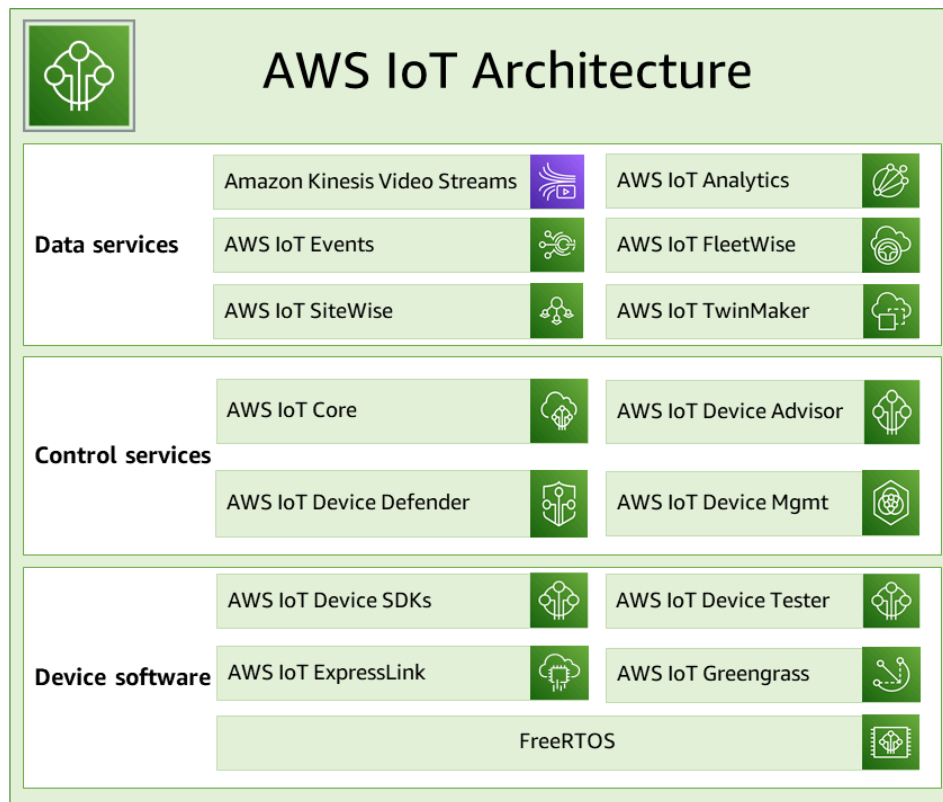 AWS IoT Architecture
Data services
Amazon Kinesis Video Streams
AWS IoT Analytics
AWS IoT Events
AWS IoT FleetWise
AWS IoT SiteWise
AWS IoT TwinMaker
Control services
AWS IoT Core
AWS IoT Device Advisor
AWS IoT Device Defender
AWS IoT Device Mgmt
Device software
AWS IoT Device SDKs
AWS IoT Device Tester
AWS IoT ExpressLink
AWS IoT Greengrass
FreeRTOS